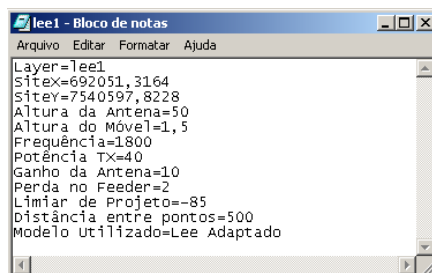 lee1 - Bloco de notas
Arquivo Editar Formatar Ajuda
Layer=lee1
SiteX=692051,3164
SiteY=7540597,8228
Altura da Antena=50
Altura do Móvel=1,5
Frequência=1800
Potência TX=40
Ganho da Antena=10
Perda no Feeder=2
Limiar de Projeto=-85
Distância entre pontos=500
Modelo Utilizado=Lee Adaptado